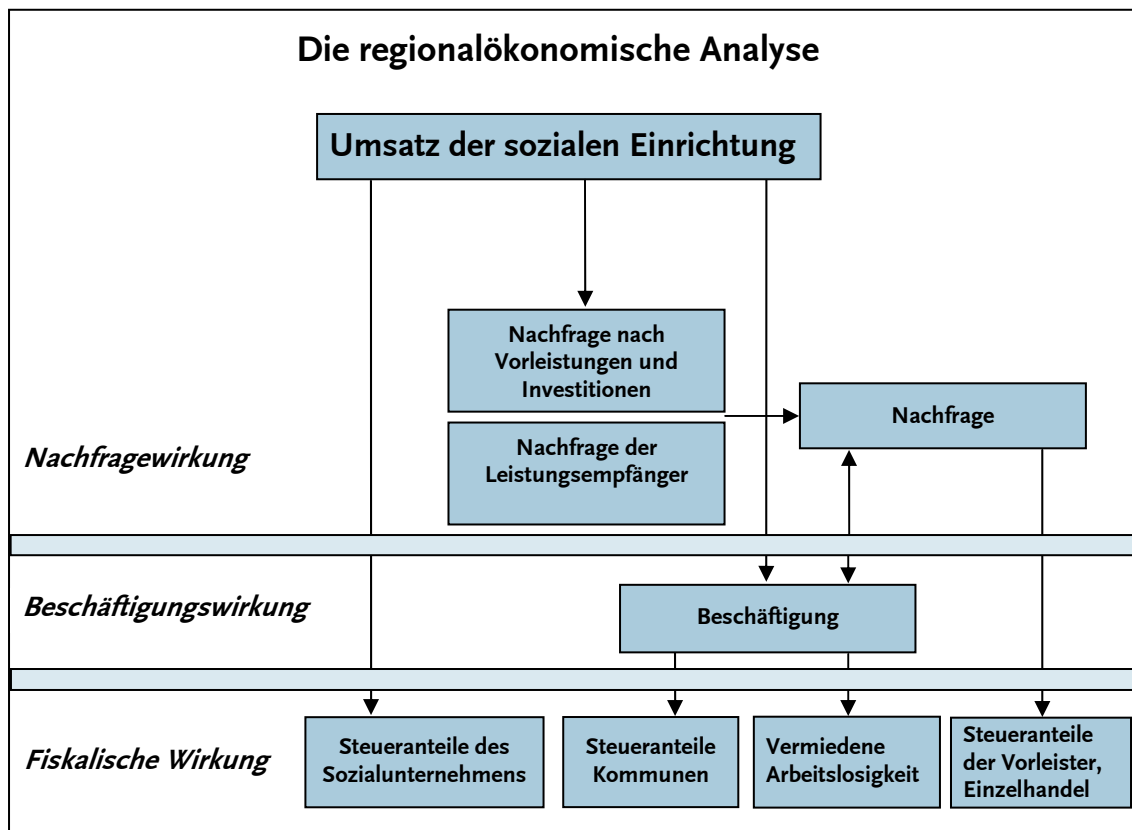 Die regionalökonomische Analyse
Umsatz der sozialen Einrichtung
Nachfrage nach
Vorleistungen und
Investitionen
Nachfrage
Nachfrage der
Leistungsempfänger
Nachfragewirkung
Beschäftigungswirkung
Beschäftigung
Fiskalische Wirkung
Steueranteile des
Sozialunternehmens
Steueranteile
Kommunen
Vermiedene
Arbeitslosigkeit
Steueranteile
der Vorleister,
Einzelhandel